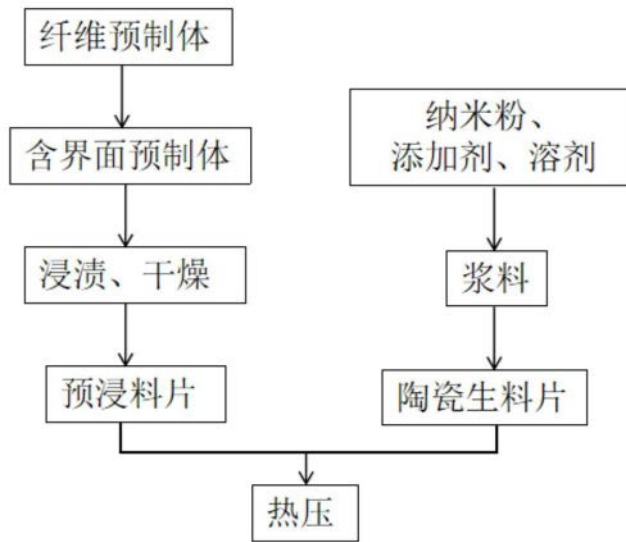 纤维预制体
含界面预制体
浸渍、干燥
预浸料片
纳米粉、
添加剂、溶剂
浆料
陶瓷生料片
热压